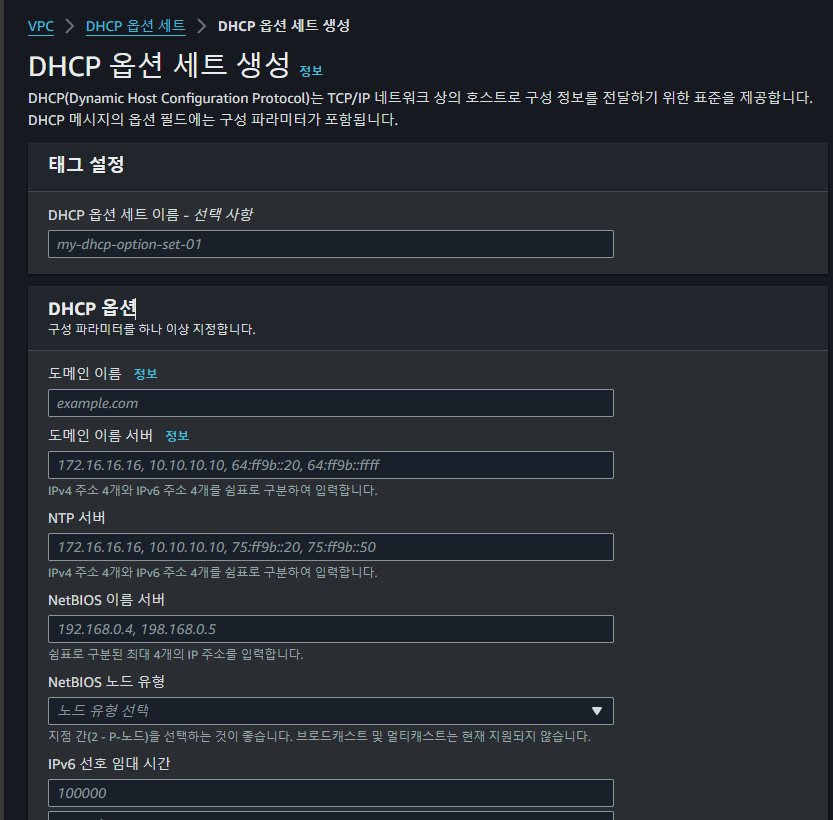 VPC > DHCP 옵션 세트 > DHCP 옵션 세트 생성
DHCP 옵션 세트 생성 정보
DHCP(Dynamic Host Configuration Protocol)는 TCP/IP 네트워크 상의 호스트로 구성 정보를 전달하기 위한 표준을 제공합니다.
DHCP 메시지의 옵션 필드에는 구성 파라미터가 포함됩니다.
태그 설정
DHCP 옵션 세트 이름 - 선택 사항
my-dhcp-option-set-01
DHCP 옵션
구성 파라미터를 하나 이상 지정합니다.
도메인 이름 정보
example.com
도메인 이름 서버 정보
172.16.16.16, 10.10.10.10, 64:ff9b::20, 64:ff9b::ffff
IPv4 주소 4개와 IPv6 주소 4개를 쉼표로 구분하여 입력합니다.
NTP 서버
172.16.16.16, 10.10.10.10, 75:ff9b::20, 75:ff9b::50
IPv4 주소 4개와 IPv6 주소 4개를 쉼표로 구분하여 입력합니다.
NetBIOS 이름 서버
192.168.0.4, 198.168.0.5
쉼표로 구분된 최대 4개의 IP 주소를 입력합니다.
NetBIOS 노드 유형
노드 유형 선택
지점 간(2 - P-노드)을 선택하는 것이 좋습니다. 브로드캐스트 및 멀티캐스트는 현재 지원되지 않습니다.
IPv6 선호 임대 시간
100000